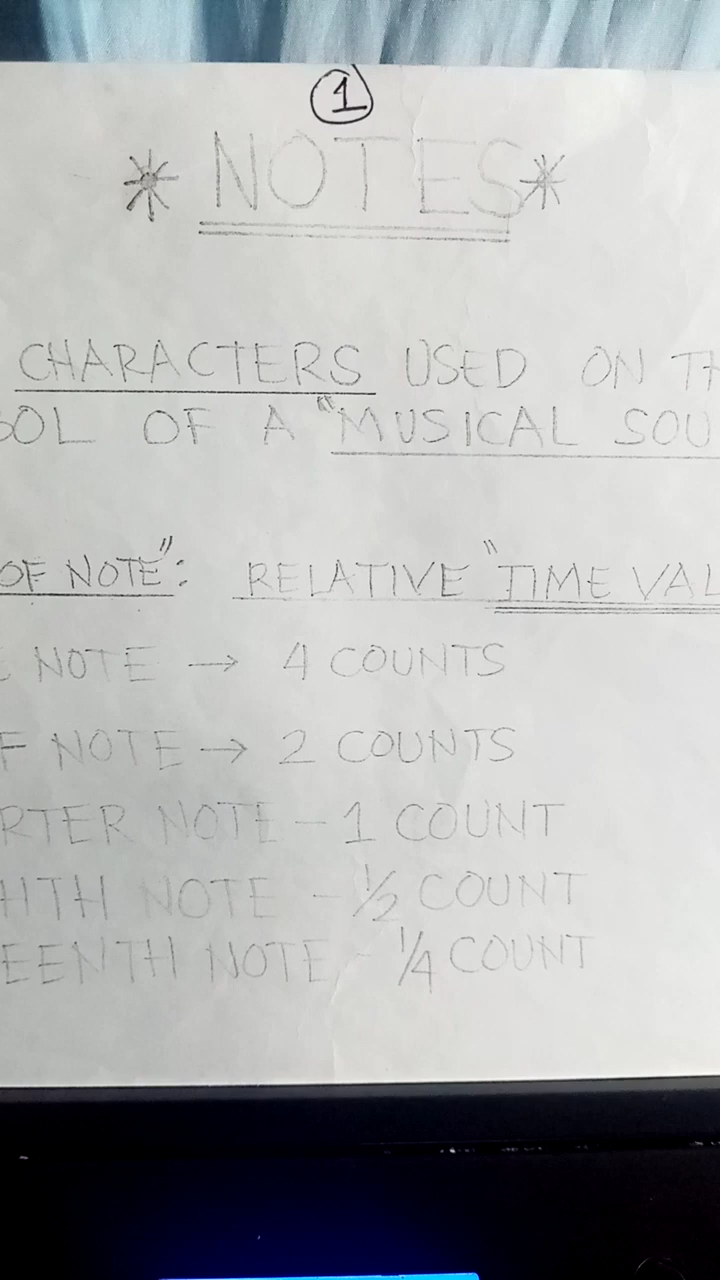 1
* NOTES *
CHARACTERS USED ON TH
OL OF A "MUSICAL SOU
OF NOTE": RELATIVE "TIME VAL
E NOTE → 4 COUNTS
F NOTE → 2 COUNTS
RTER NOTE - 1 COUNT
HTH NOTE - 1/2 COUNT
EENTH NOTE - 1/4 COUNT